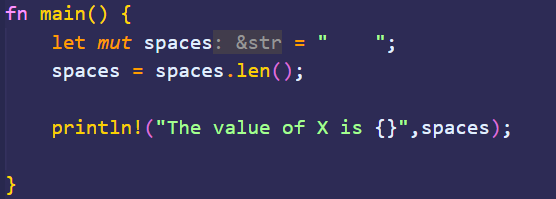 fn main() {
    let mut spaces: &str = "    ";
    spaces = spaces.len();

    println!("The value of X is {}",spaces);

}